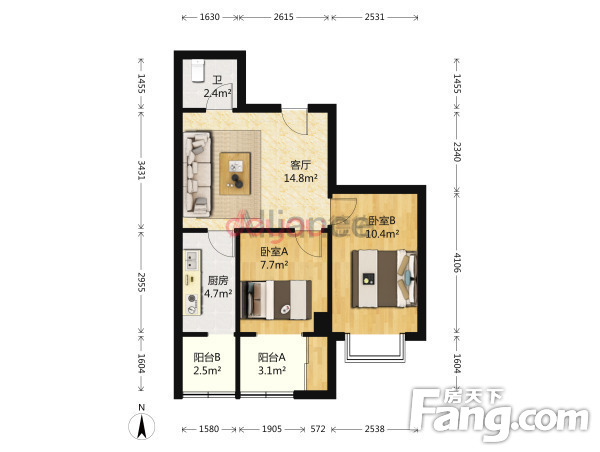 1630 2615 2531
1455
3431
2955
1604
1455
2340
4106
1604
卫
2.4m²
客厅
14.8m²
卧室B
10.4m²
卧室A
7.7m²
厨房
4.7m²
阳台B
2.5m²
阳台A
3.1m²
N
1580 1905 572 2538
房天下
Fang.com